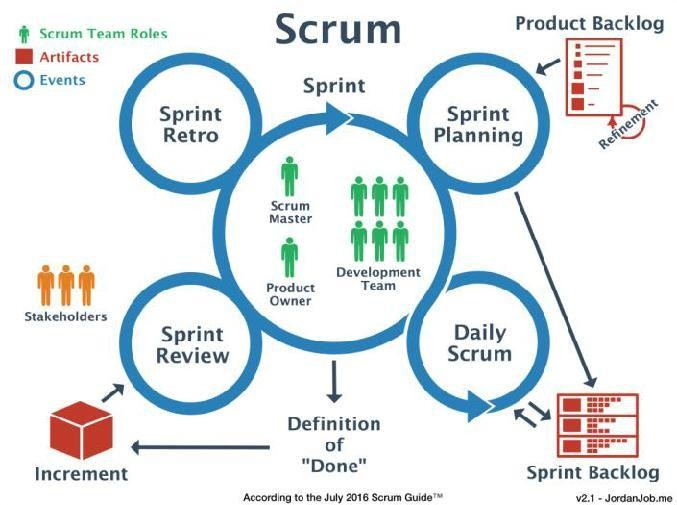 Scrum
Scrum Team Roles
Artifacts
Events
Product Backlog
Refinement
Sprint
Sprint
Retro
Sprint
Planning
Scrum
Master
Product
Owner
Development
Team
Stakeholders
Sprint
Review
Daily
Scrum
Increment
Definition
of
"Done"
Sprint Backlog
According to the July 2016 Scrum Guide™
v2.1 - JordanJob.me